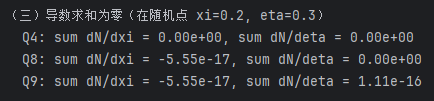 （三）导数求和为零（在随机点 xi=0.2, eta=0.3）
Q4: sum dN/dxi = 0.00e+00, sum dN/deta = 0.00e+00
Q8: sum dN/dxi = -5.55e-17, sum dN/deta = 0.00e+00
Q9: sum dN/dxi = -5.55e-17, sum dN/deta = 1.11e-16